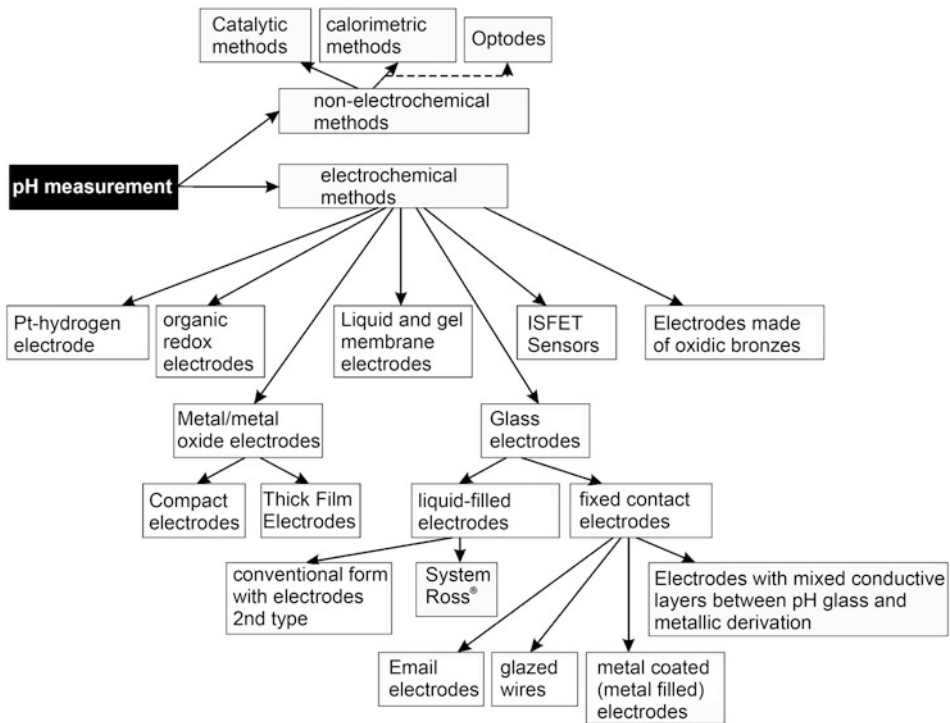 Catalytic
methods
calorimetric
methods
Optodes
non-electrochemical
methods
pH measurement
electrochemical
methods
Pt-hydrogen
electrode
organic
redox
electrodes
Liquid and gel
membrane
electrodes
ISFET
Sensors
Electrodes made
of oxidic bronzes
Metal/metal
oxide electrodes
Glass
electrodes
Compact
electrodes
Thick Film
Electrodes
liquid-filled
electrodes
fixed contact
electrodes
conventional form
with electrodes
2nd type
System
Ross®
Electrodes with mixed conductive
layers between pH glass and
metallic derivation
Email
electrodes
glazed
wires
metal coated
(metal filled)
electrodes